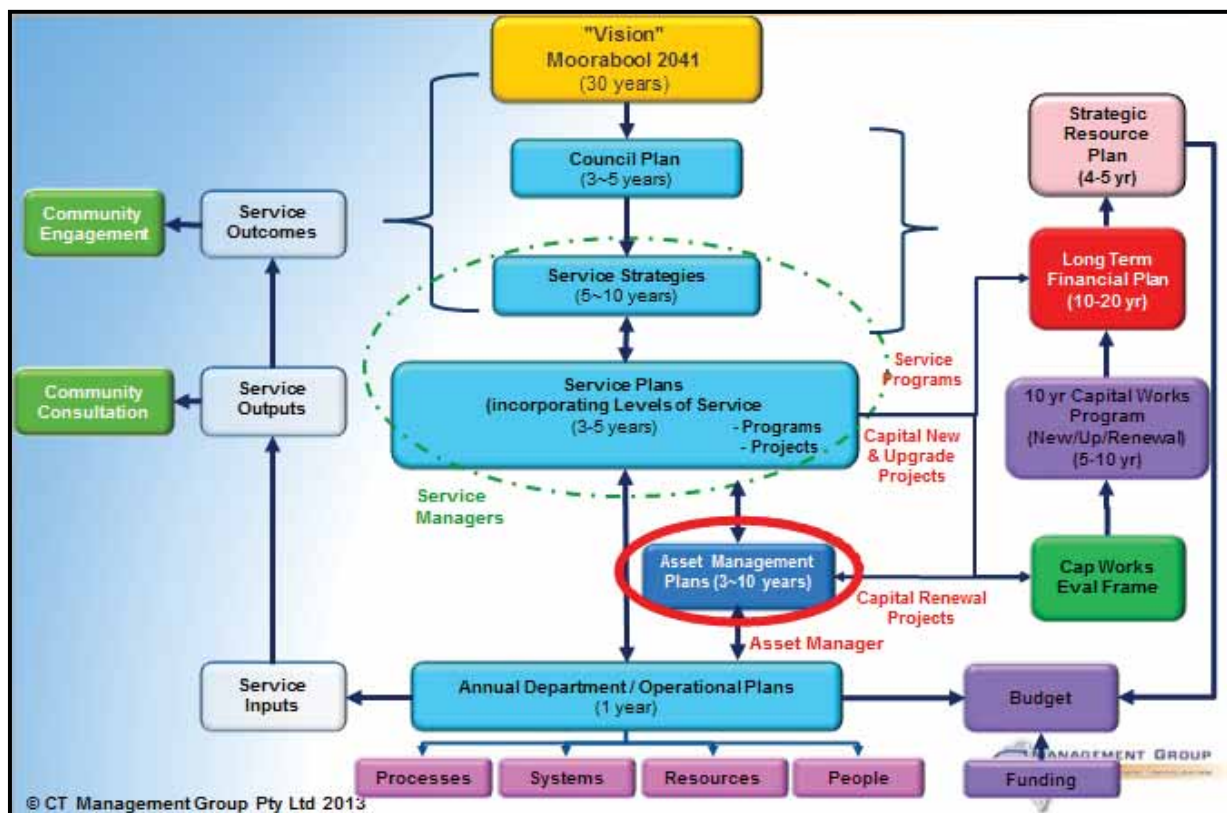 "Vision"
Moorabool 2041
(30 years)
Council Plan
(3~5 years)
Service Strategies
(5~10 years)
Service Plans
(incorporating Levels of Service
(3-5 years)
- Programs
- Projects
Service
Managers
Asset Management
Plans (3~10 years)
Asset Manager
Annual Department / Operational Plans
(1 year)
Processes
Systems
Resources
People
Community
Engagement
Service
Outcomes
Community
Consultation
Service
Outputs
Service
Inputs
Service
Programs
Capital New
& Upgrade
Projects
Capital Renewal
Projects
Strategic
Resource
Plan
(4-5 yr)
Long Term
Financial Plan
(10-20 yr)
10 yr Capital Works
Program
(New/Up/Renewal)
(5-10 yr)
Cap Works
Eval Frame
Budget
MANAGEMENT GROUP
Funding
© CT Management Group Pty Ltd 2013